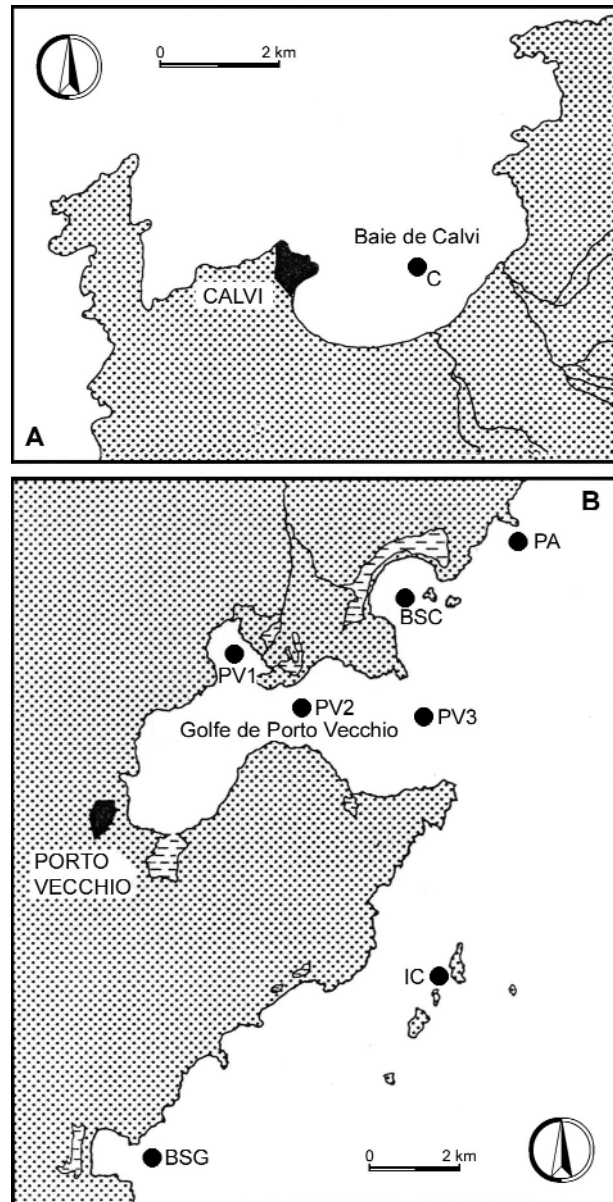 0 2 km
Baie de Calvi
C
CALVI
A
B
PA
BSC
PV1
PV2
Golfe de Porto Vecchio
PV3
PORTO
VECCHIO
IC
0 2 km
BSG